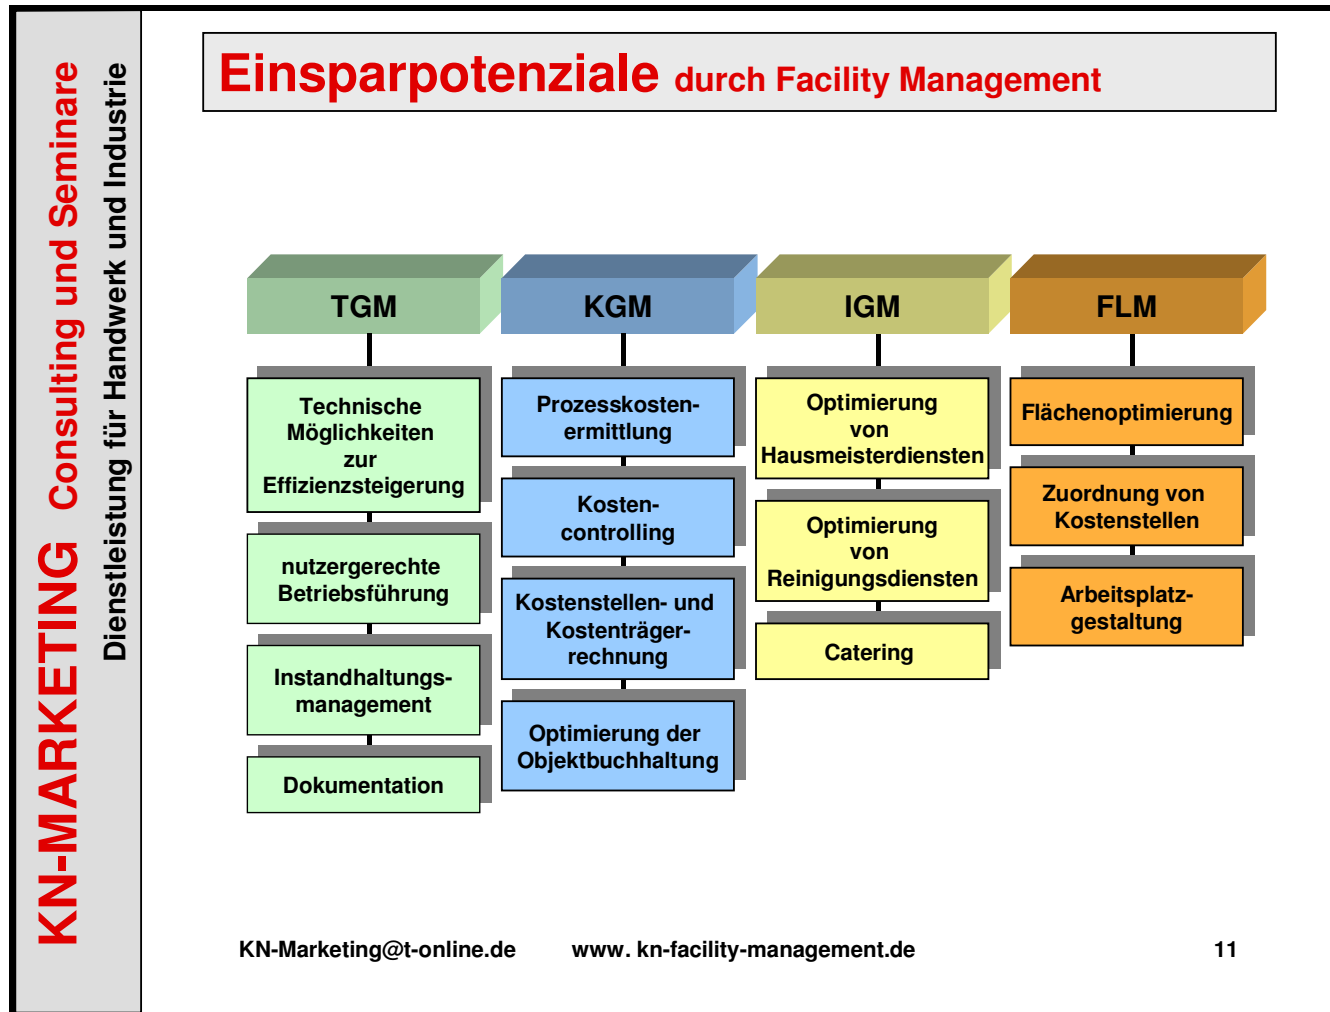 KN-MARKETING Consulting und Seminare
Dienstleistung für Handwerk und Industrie
Einsparpotenziale durch Facility Management
TGM
Technische
Möglichkeiten
zur
Effizienzsteigerung
nutzergerechte
Betriebsführung
Instandhaltungs-
management
Dokumentation
KGM
Prozesskosten-
ermittlung
Kosten-
controlling
Kostenstellen- und
Kostenträger-
rechnung
Optimierung der
Objektbuchhaltung
IGM
Optimierung
von
Hausmeisterdiensten
Optimierung
von
Reinigungsdiensten
Catering
FLM
Flächenoptimierung
Zuordnung von
Kostenstellen
Arbeitsplatz-
gestaltung
KN-Marketing@t-online.de www. kn-facility-management.de 11